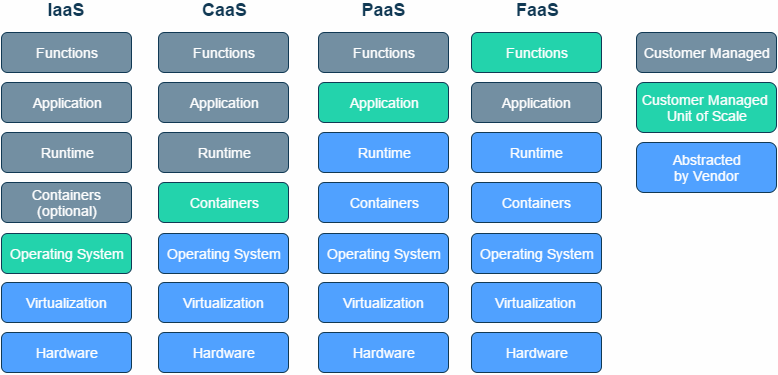 IaaS CaaS PaaS FaaS
Functions Functions Functions Functions Customer Managed
Application Application Application Application Customer Managed
Unit of Scale
Runtime Runtime Runtime Runtime Abstracted
by Vendor
Containers
(optional) Containers Containers Containers
Operating System Operating System Operating System Operating System
Virtualization Virtualization Virtualization Virtualization
Hardware Hardware Hardware Hardware